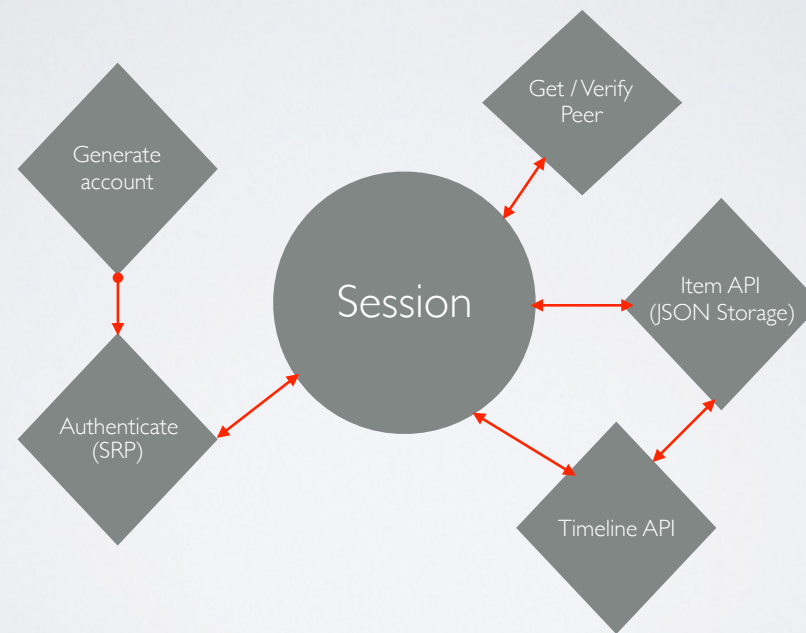 Get / Verify
Peer
Generate
account
Session
Item API
(JSON Storage)
Authenticate
(SRP)
Timeline API